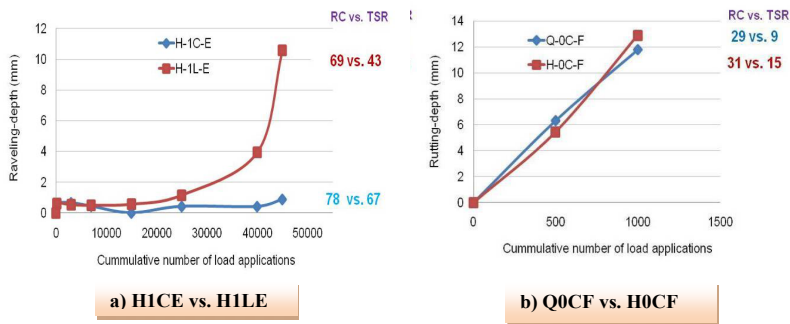 RC vs. TSR
12
10
8
6
4
2
0
Raveling-depth (mm)
H-1C-E
H-1L-E
69 vs. 43
78 vs. 67
0 10000 20000 30000 40000 50000
Cummulative number of load applications
a) H1CE vs. H1LE
RC vs. TSR
14
12
10
8
6
4
2
0
Rutting-depth (mm)
Q-0C-F
H-0C-F
29 vs. 9
31 vs. 15
0 500 1000 1500
Cummulative number of load applications
b) Q0CF vs. H0CF